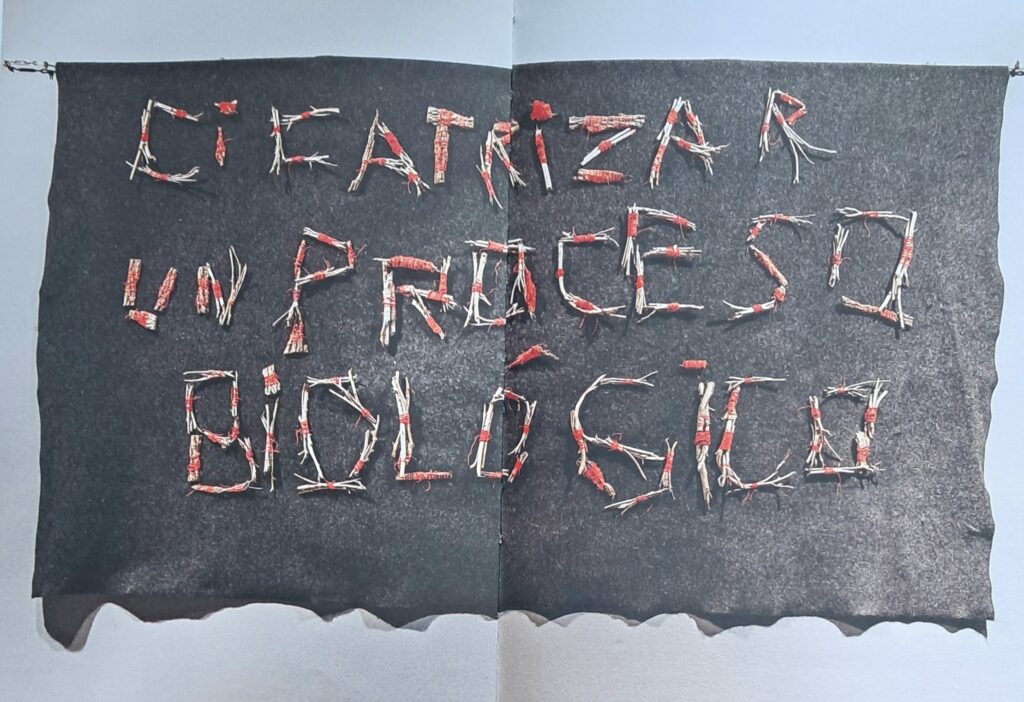 CICATRIZAR
UN PROCESO
BIOLÓGICO